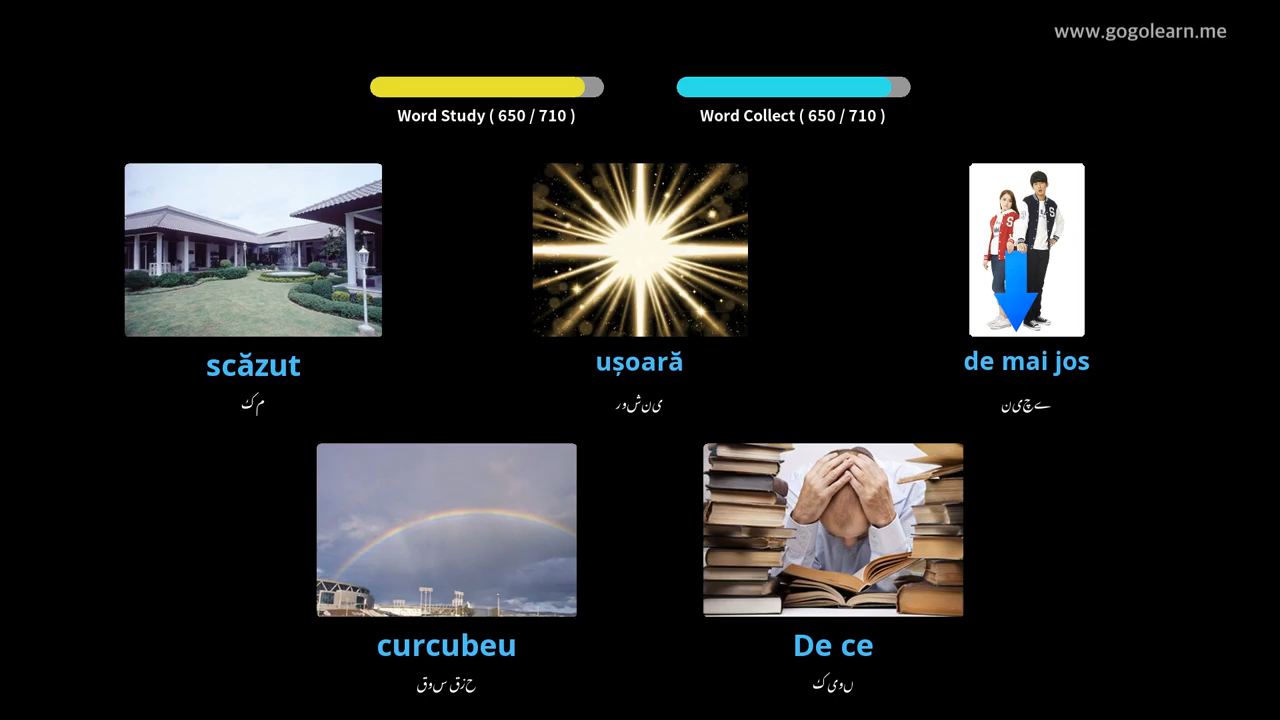 www.gogolearn.me
Word Study ( 650 / 710 )
Word Collect ( 650 / 710 )
scăzut
کم
ușoară
روشنی
de mai jos
نیچے
curcubeu
قوس قزح
De ce
کیوں